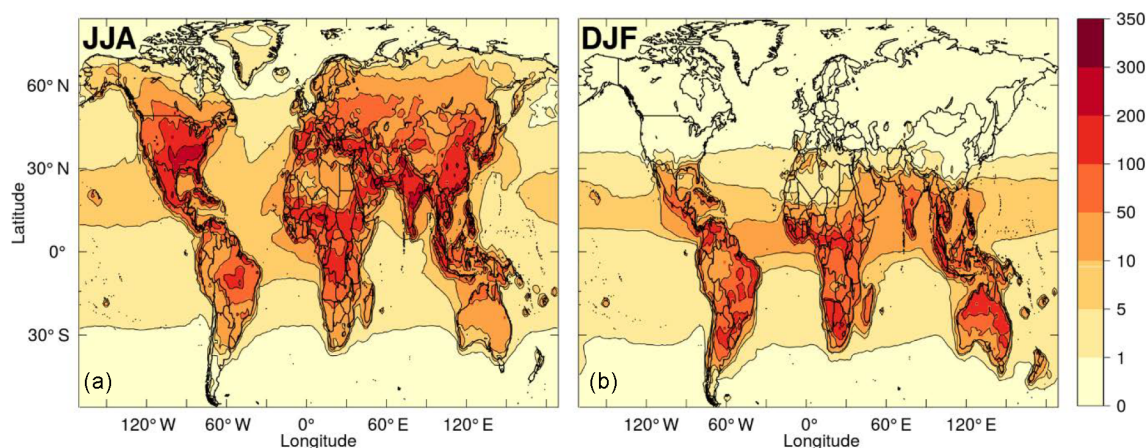 JJA
DJF
Latitude
60° N
30° N
0°
30° S
(a)
(b)
120° W
60° W
0°
60° E
120° E
Longitude
120° W
60° W
0°
60° E
120° E
Longitude
350
300
200
100
50
10
5
1
0